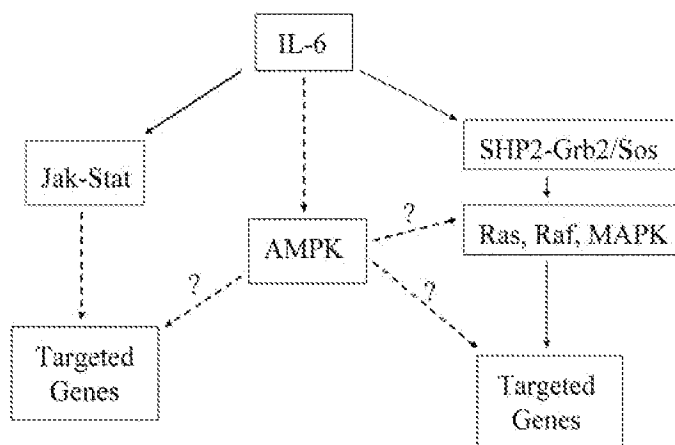 IL-6
Jak-Stat
SHP2-Grb2/Sos
AMPK
?
Ras, Raf, MAPK
?
?
Targeted
Genes
Targeted
Genes